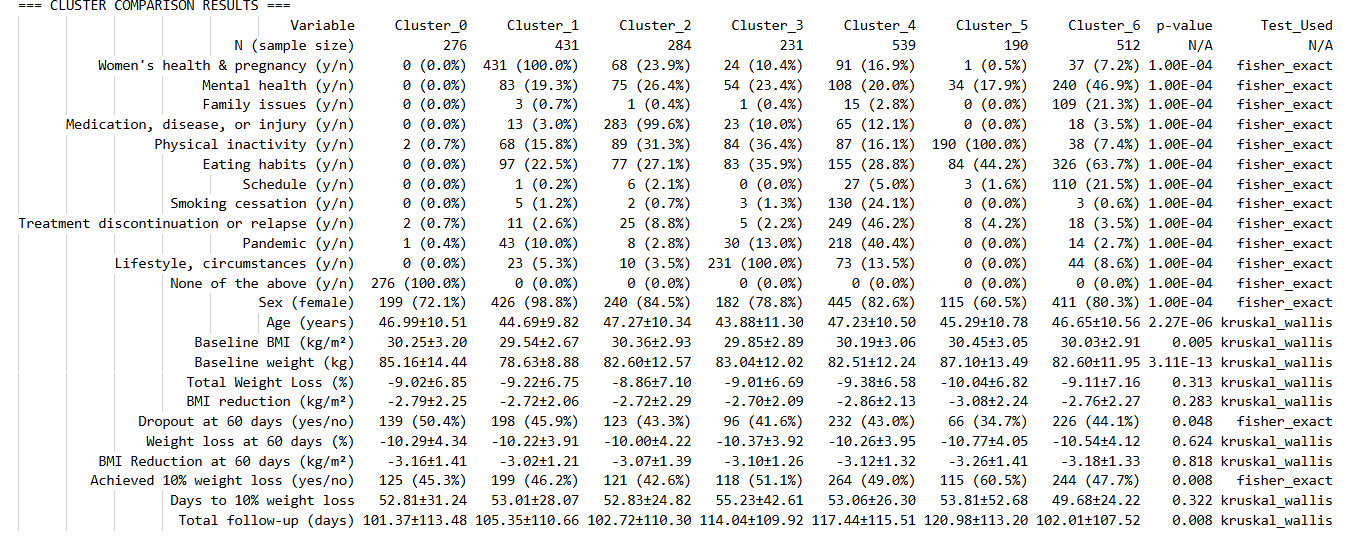 === CLUSTER COMPARISON RESULTS ===
Variable Cluster_0 Cluster_1 Cluster_2 Cluster_3 Cluster_4 Cluster_5 Cluster_6 p-value Test_Used
N (sample size) 276 431 284 231 539 190 512 N/A N/A
Women's health & pregnancy (y/n) 0 (0.0%) 431 (100.0%) 68 (23.9%) 24 (10.4%) 91 (16.9%) 1 (0.5%) 37 (7.2%) 1.00E-04 fisher_exact
Mental health (y/n) 0 (0.0%) 83 (19.3%) 75 (26.4%) 54 (23.4%) 108 (20.0%) 34 (17.9%) 240 (46.9%) 1.00E-04 fisher_exact
Family issues (y/n) 0 (0.0%) 3 (0.7%) 1 (0.4%) 1 (0.4%) 15 (2.8%) 0 (0.0%) 109 (21.3%) 1.00E-04 fisher_exact
Medication, disease, or injury (y/n) 0 (0.0%) 13 (3.0%) 283 (99.6%) 23 (10.0%) 65 (12.1%) 0 (0.0%) 18 (3.5%) 1.00E-04 fisher_exact
Physical inactivity (y/n) 2 (0.7%) 68 (15.8%) 89 (31.3%) 84 (36.4%) 87 (16.1%) 190 (100.0%) 38 (7.4%) 1.00E-04 fisher_exact
Eating habits (y/n) 0 (0.0%) 97 (22.5%) 77 (27.1%) 83 (35.9%) 155 (28.8%) 84 (44.2%) 326 (63.7%) 1.00E-04 fisher_exact
Schedule (y/n) 0 (0.0%) 1 (0.2%) 6 (2.1%) 0 (0.0%) 27 (5.0%) 3 (1.6%) 110 (21.5%) 1.00E-04 fisher_exact
Smoking cessation (y/n) 0 (0.0%) 5 (1.2%) 2 (0.7%) 3 (1.3%) 130 (24.1%) 0 (0.0%) 3 (0.6%) 1.00E-04 fisher_exact
Treatment discontinuation or relapse (y/n) 2 (0.7%) 11 (2.6%) 25 (8.8%) 5 (2.2%) 249 (46.2%) 8 (4.2%) 18 (3.5%) 1.00E-04 fisher_exact
Pandemic (y/n) 1 (0.4%) 43 (10.0%) 8 (2.8%) 30 (13.0%) 218 (40.4%) 0 (0.0%) 14 (2.7%) 1.00E-04 fisher_exact
Lifestyle, circumstances (y/n) 0 (0.0%) 23 (5.3%) 10 (3.5%) 231 (100.0%) 73 (13.5%) 0 (0.0%) 44 (8.6%) 1.00E-04 fisher_exact
None of the above (y/n) 276 (100.0%) 0 (0.0%) 0 (0.0%) 0 (0.0%) 0 (0.0%) 0 (0.0%) 0 (0.0%) 1.00E-04 fisher_exact
Sex (female) 199 (72.1%) 426 (98.8%) 240 (84.5%) 182 (78.8%) 445 (82.6%) 115 (60.5%) 411 (80.3%) 1.00E-04 fisher_exact
Age (years) 46.99±10.51 44.69±9.82 47.27±10.34 43.88±11.30 47.23±10.50 45.29±10.78 46.65±10.56 2.27E-06 kruskal_wallis
Baseline BMI (kg/m²) 30.25±3.20 29.54±2.67 30.36±2.93 29.85±2.89 30.19±3.06 30.45±3.05 30.03±2.91 0.005 kruskal_wallis
Baseline weight (kg) 85.16±14.44 78.63±8.88 82.60±12.57 83.04±12.02 82.51±12.24 87.10±13.49 82.60±11.95 3.11E-13 kruskal_wallis
Total Weight Loss (%) -9.02±6.85 -9.22±6.75 -8.86±7.10 -9.01±6.69 -9.38±6.58 -10.04±6.82 -9.11±7.16 0.313 kruskal_wallis
BMI reduction (kg/m²) -2.79±2.25 -2.72±2.06 -2.72±2.29 -2.70±2.09 -2.86±2.13 -3.08±2.24 -2.76±2.27 0.283 kruskal_wallis
Dropout at 60 days (yes/no) 139 (50.4%) 198 (45.9%) 123 (43.3%) 96 (41.6%) 232 (43.0%) 66 (34.7%) 226 (44.1%) 0.048 fisher_exact
Weight loss at 60 days (%) -10.29±4.34 -10.22±3.91 -10.00±4.22 -10.37±3.92 -10.26±3.95 -10.77±4.05 -10.54±4.12 0.624 kruskal_wallis
BMI Reduction at 60 days (kg/m²) -3.16±1.41 -3.02±1.21 -3.07±1.39 -3.10±1.26 -3.12±1.32 -3.26±1.41 -3.18±1.33 0.818 kruskal_wallis
Achieved 10% weight loss (yes/no) 125 (45.3%) 199 (46.2%) 121 (42.6%) 118 (51.1%) 264 (49.0%) 115 (60.5%) 244 (47.7%) 0.008 fisher_exact
Days to 10% weight loss 52.81±31.24 53.01±28.07 52.83±24.82 55.23±42.61 53.06±26.30 53.81±52.68 49.68±24.22 0.322 kruskal_wallis
Total follow-up (days) 101.37±113.48 105.35±110.66 102.72±110.30 114.04±109.92 117.44±115.51 120.98±113.20 102.01±107.52 0.008 kruskal_wallis